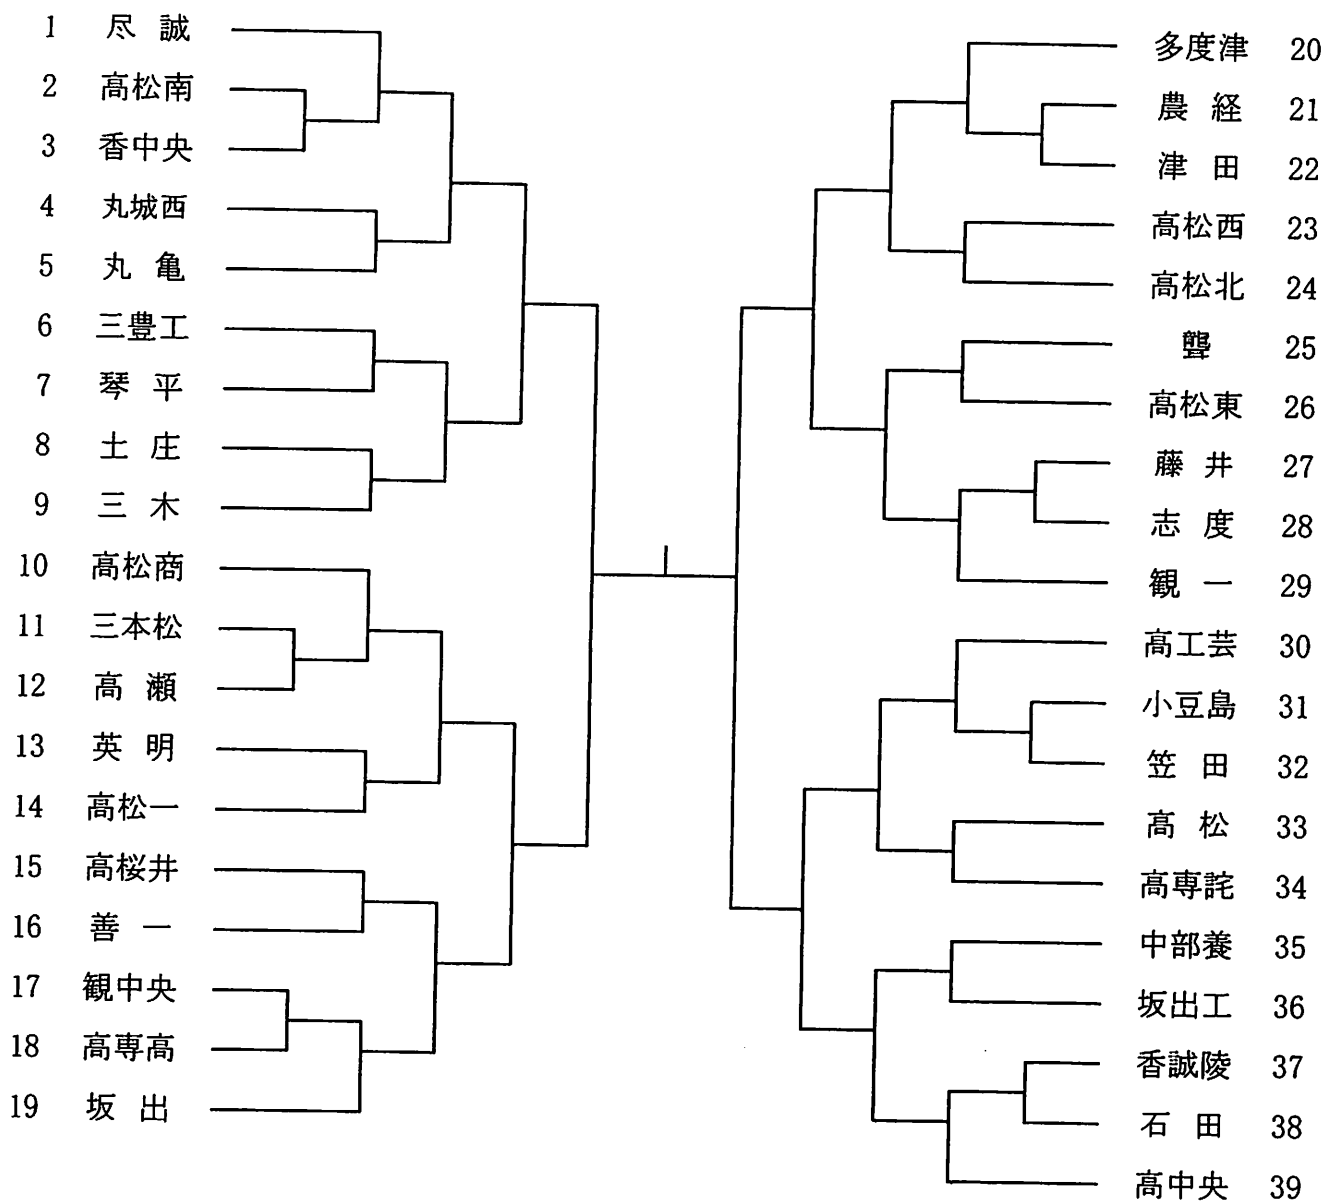 1 尽誠
2 高松南
3 香中央
4 丸城西
5 丸亀
6 三豊工
7 琴平
8 土庄
9 三木
10 高松商
11 三本松
12 高瀬
13 英明
14 高松一
15 高桜井
16 善一
17 観中央
18 高専高
19 坂出
多度津 20
農経 21
津田 22
高松西 23
高松北 24
聾 25
高松東 26
藤井 27
志度 28
観一 29
高工芸 30
小豆島 31
笠田 32
高松 33
高専詫 34
中部養 35
坂出工 36
香誠陵 37
石田 38
高中央 39